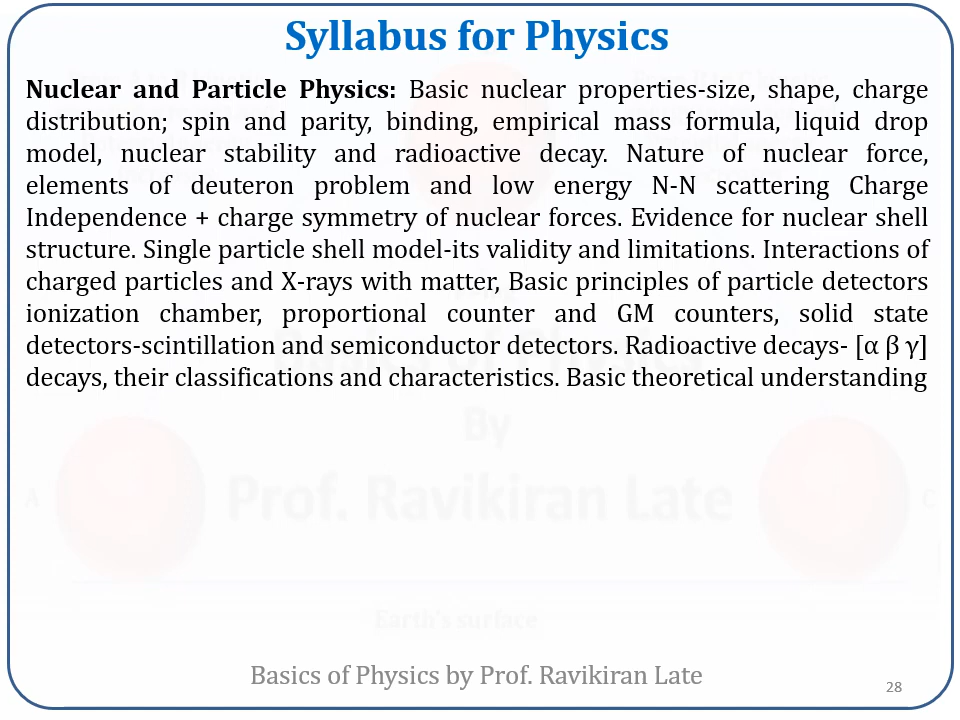 Syllabus for Physics
Nuclear and Particle Physics: Basic nuclear properties-size, shape, charge
distribution; spin and parity, binding, empirical mass formula, liquid drop
model, nuclear stability and radioactive decay. Nature of nuclear force,
elements of deuteron problem and low energy N-N scattering Charge
Independence + charge symmetry of nuclear forces. Evidence for nuclear shell
structure. Single particle shell model-its validity and limitations. Interactions of
charged particles and X-rays with matter, Basic principles of particle detectors
ionization chamber, proportional counter and GM counters, solid state
detectors-scintillation and semiconductor detectors. Radioactive decays- [α β γ]
decays, their classifications and characteristics. Basic theoretical understanding
By
A
Prof. Ravikiran Late
C
Earth's surface
Basics of Physics by Prof. Ravikiran Late
28